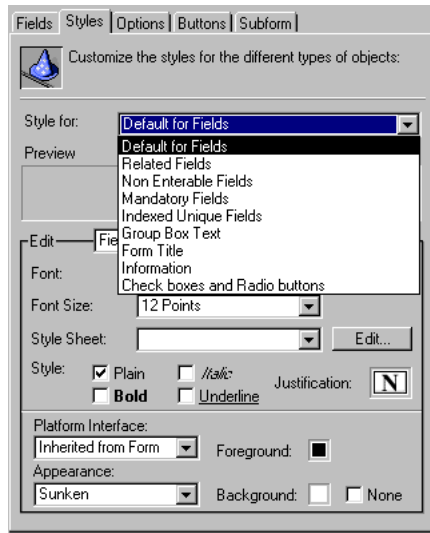 Fields Styles Options Buttons Subform
Customize the styles for the different types of objects:
Style for: Default for Fields
Preview
Default for Fields
Related Fields
Non Enterable Fields
Mandatory Fields
Indexed Unique Fields
Group Box Text
Form Title
Information
Check boxes and Radio buttons
Edit
Font:
Font Size: 12 Points
Style Sheet: Edit...
Style: Plain Italic Justification: N
Bold Underline
Platform Interface:
Inherited from Form Foreground:
Appearance:
Sunken Background: None